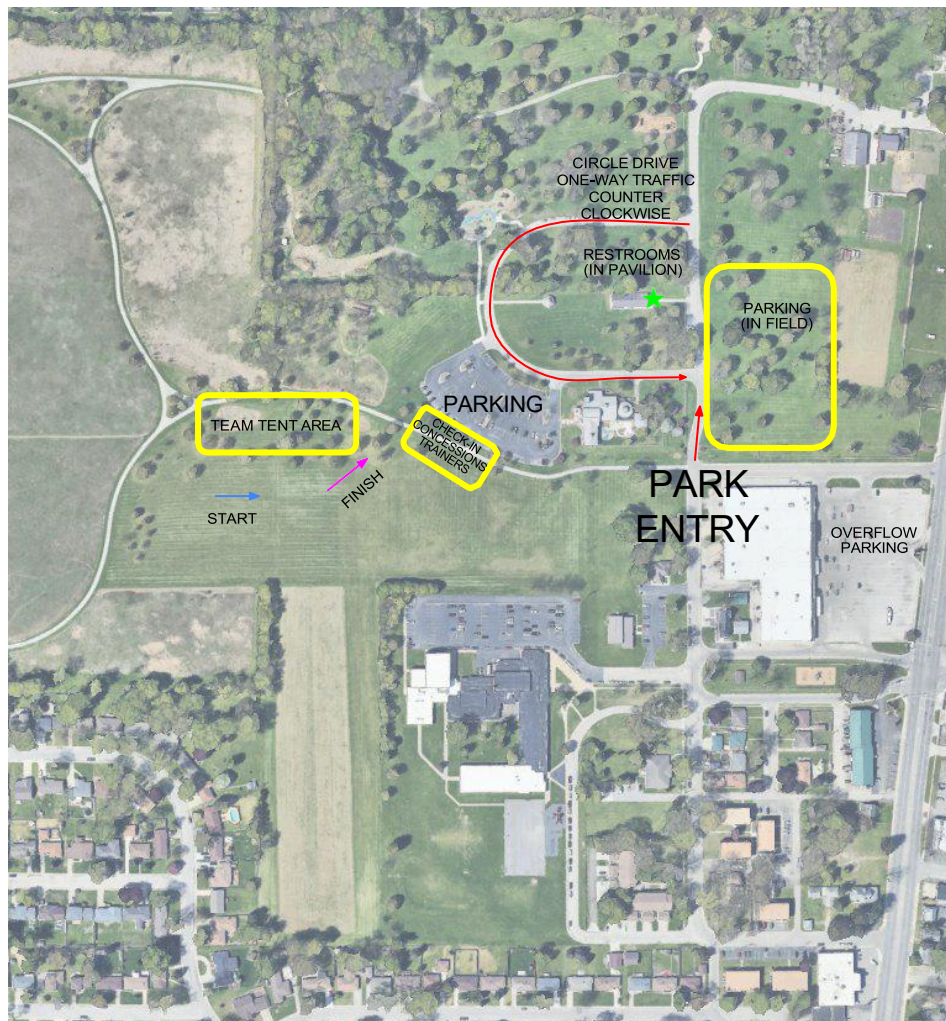 CIRCLE DRIVE
ONE-WAY TRAFFIC
COUNTER
CLOCKWISE
RESTROOMS
(IN PAVILION)
PARKING
(IN FIELD)
PARKING
TEAM TENT AREA
CHECK-IN
CONCESSIONS
TRAINERS
FINISH
START
PARK
ENTRY
OVERFLOW
PARKING